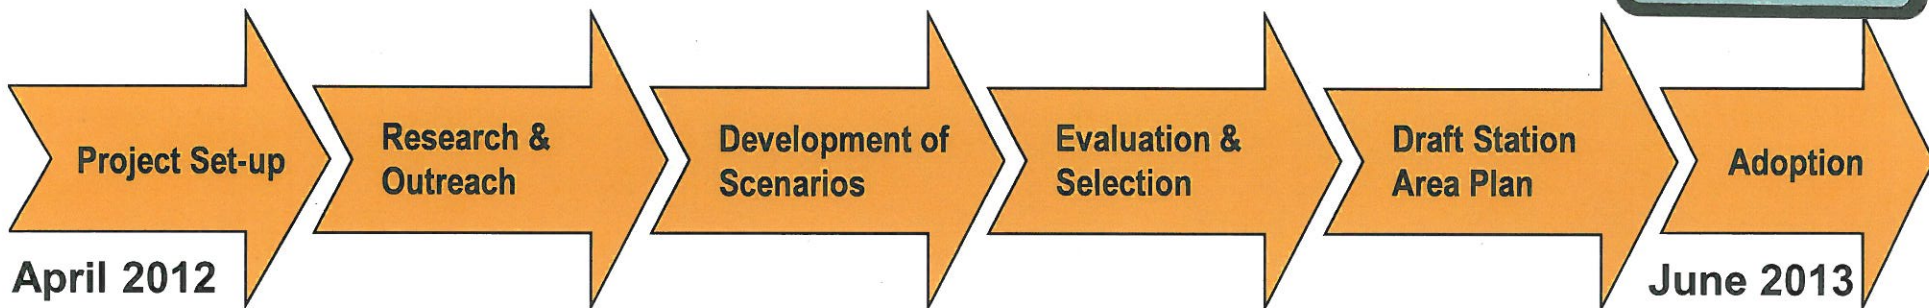 Project Set-up
Research &
Outreach
Development of
Scenarios
Evaluation &
Selection
Draft Station
Area Plan
Adoption
April 2012
June 2013